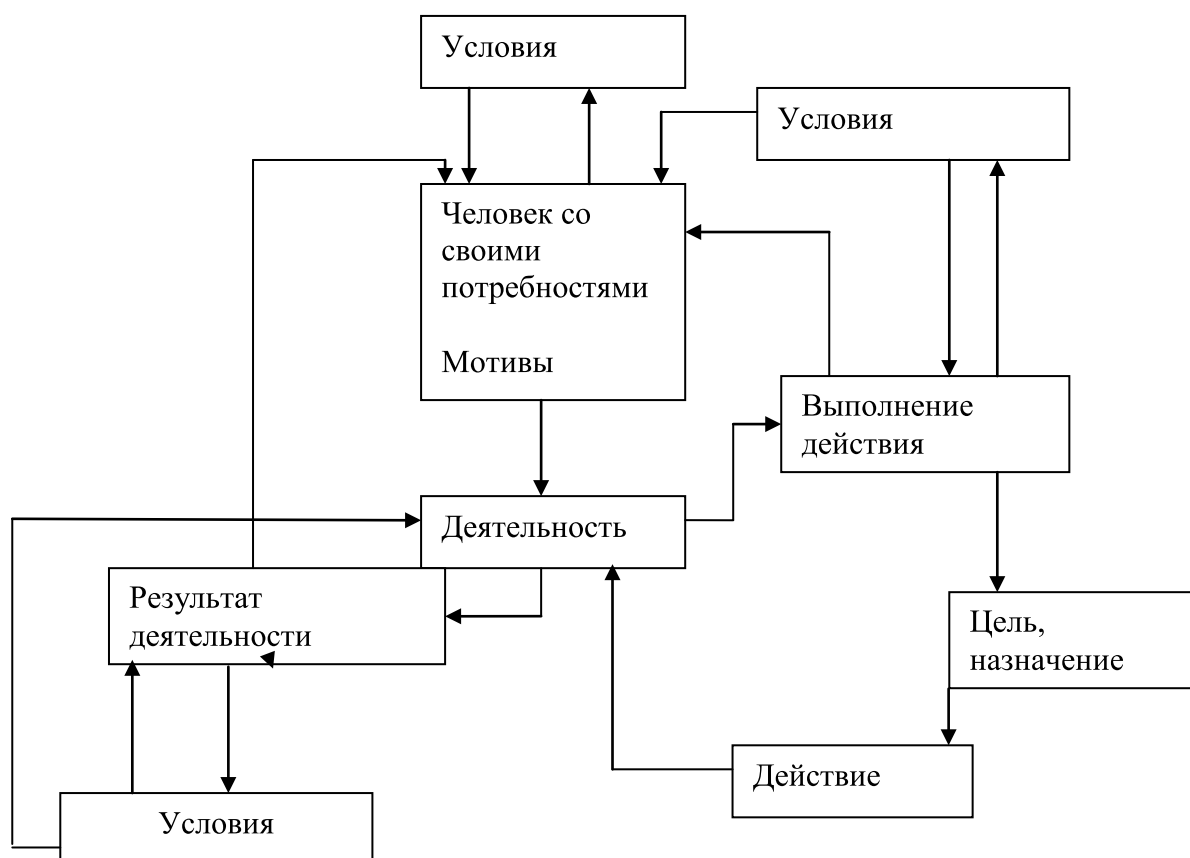 Условия
Условия
Человек со
своими
потребностями
Мотивы
Выполнение
действия
Деятельность
Результат
деятельности
Цель,
назначение
Действие
Условия